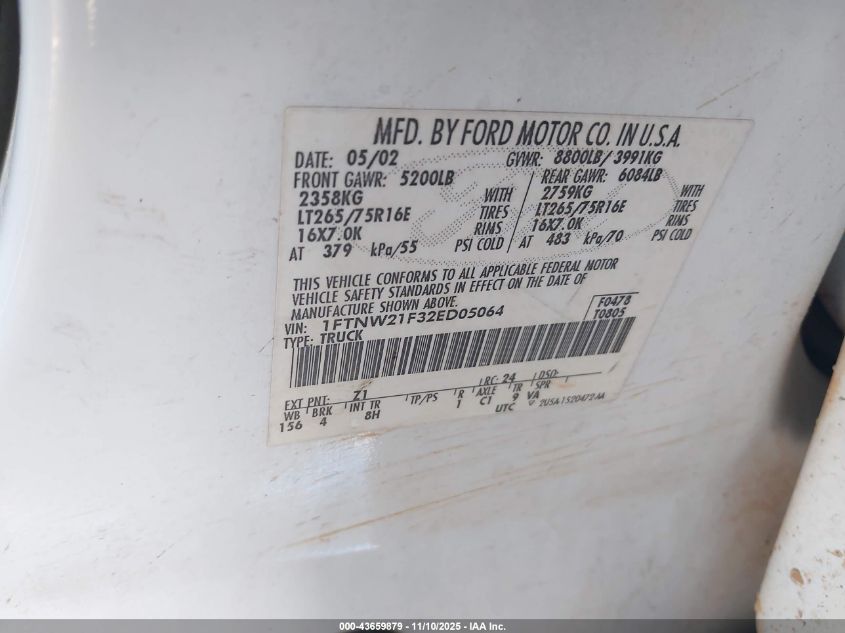 MFD. BY FORD MOTOR CO. IN U.S.A.
DATE: 05/02 GVWR: 8800LB/ 3991KG
FRONT GAWR: 5200LB REAR GAWR: 6084LB
2358KG WITH 2759KG WITH
LT265/75R16E TIRES LT265/75R16E TIRES
16X7.0K RIMS 16X7.0K RIMS
AT 379 kPa/55 PSI COLD AT 483 kPa/70 PSI COLD
THIS VEHICLE CONFORMS TO ALL APPLICABLE FEDERAL MOTOR
VEHICLE SAFETY STANDARDS IN EFFECT ON THE DATE OF
MANUFACTURE SHOWN ABOVE.
VIN: 1FTNW21F32ED05064 F0478
TYPE: TRUCK T0805
EXT PNT: Z1 RC: 24 DSO:
WB BRK INT TR TP/PS R AXLE TR SPR
156 4 8H 1 C1 9 VA
UTC 2U5A-1520472-AA
000-43659879 - 11/10/2025 - IAA Inc.